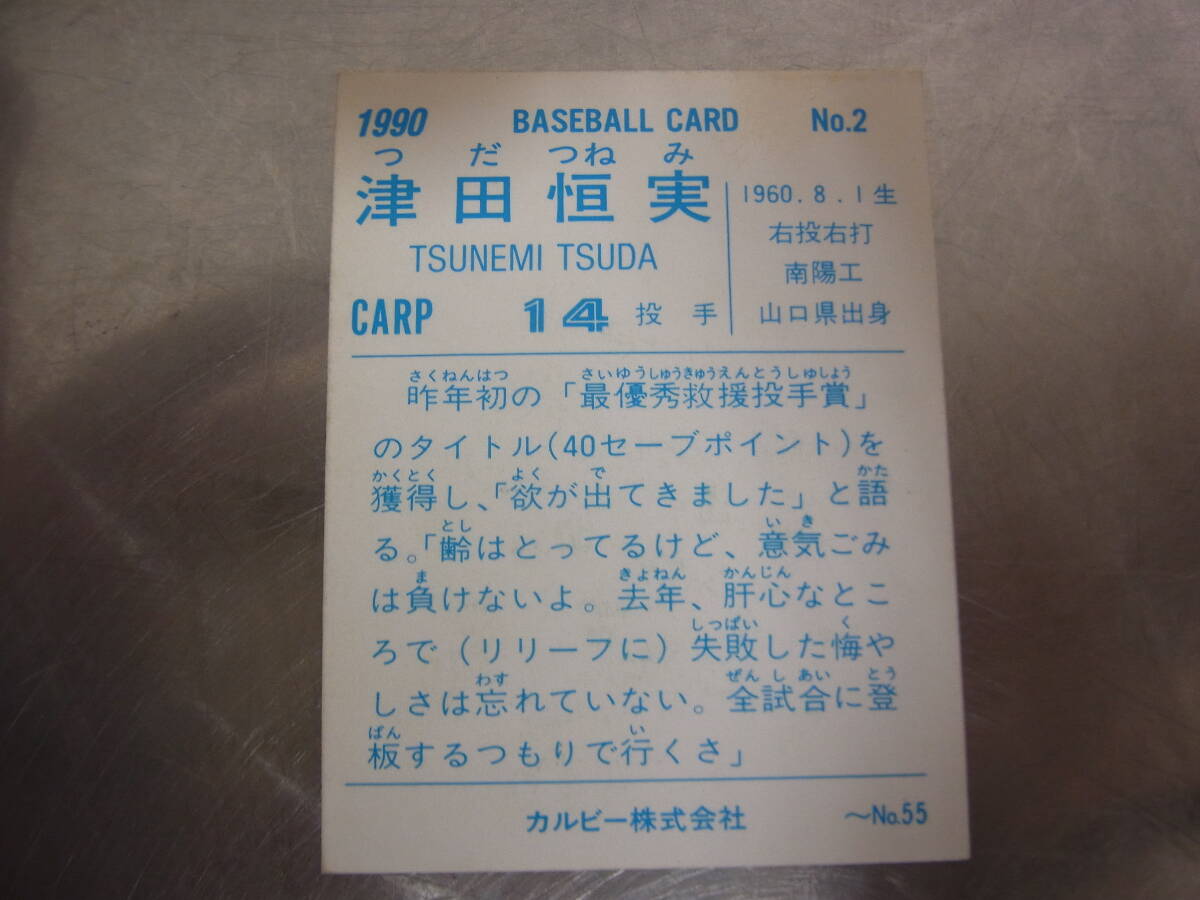 1990 BASEBALL CARD No.2
つ だ つね み
津田恒実
TSUNEMI TSUDA
CARP 14 投手
1960.8.1生
右投右打
南陽工
山口県出身
さくねんはつ さいゆうしゅうきゅうえんとうしゅしょう
昨年初の「最優秀救援投手賞」
のタイトル(40セーブポイント)を
かくとく よく で かた
獲得し、「欲が出てきました」と語
とし いき
る。「齢はとってるけど、意気ごみ
ま きょねん かんじん
は負けないよ。去年、肝心なとこ
しっぱい く
ろで(リリーフに)失敗した悔や
わす ぜんしあい とう
しさは忘れていない。全試合に登
ばん い
板するつもりで行くさ」
カルビー株式会社 〜No.55